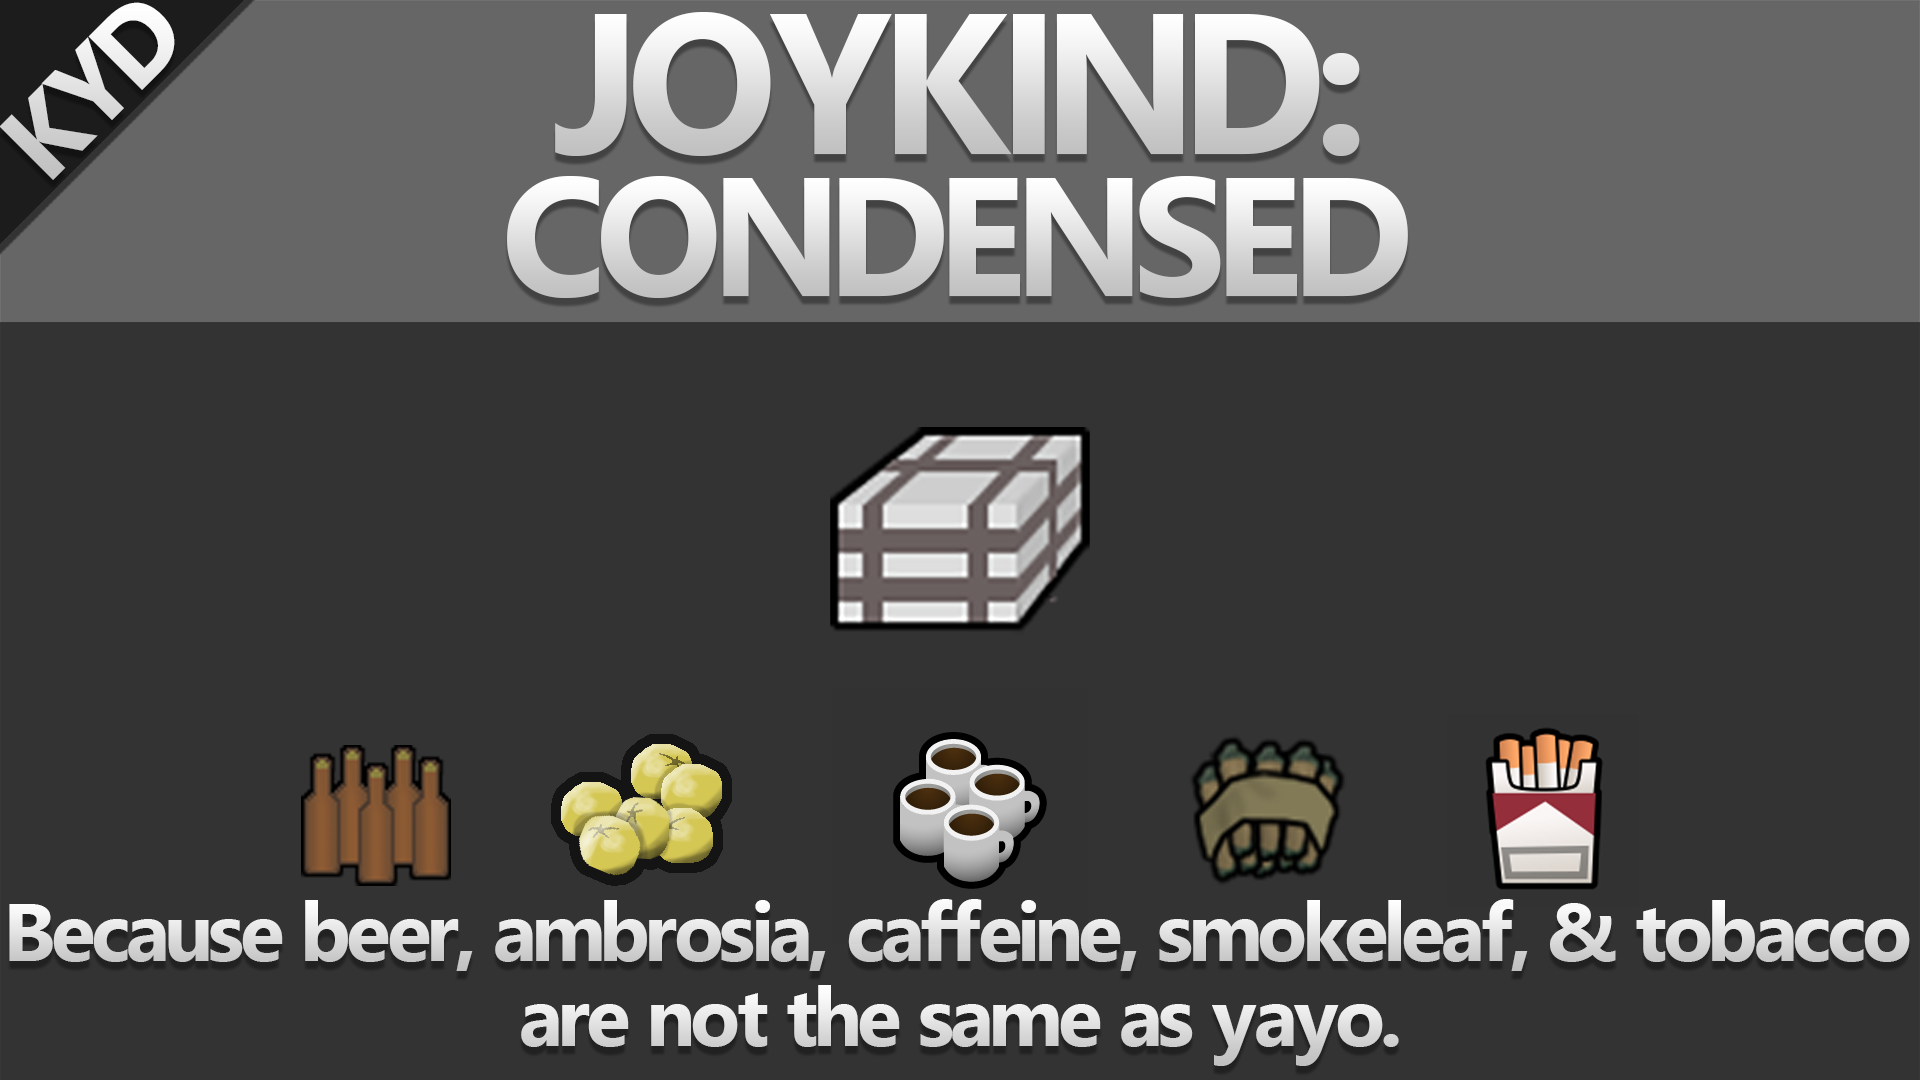 KYD
JOYKIND:
CONDENSED
Because beer, ambrosia, caffeine, smokeleaf, & tobacco
are not the same as yayo.